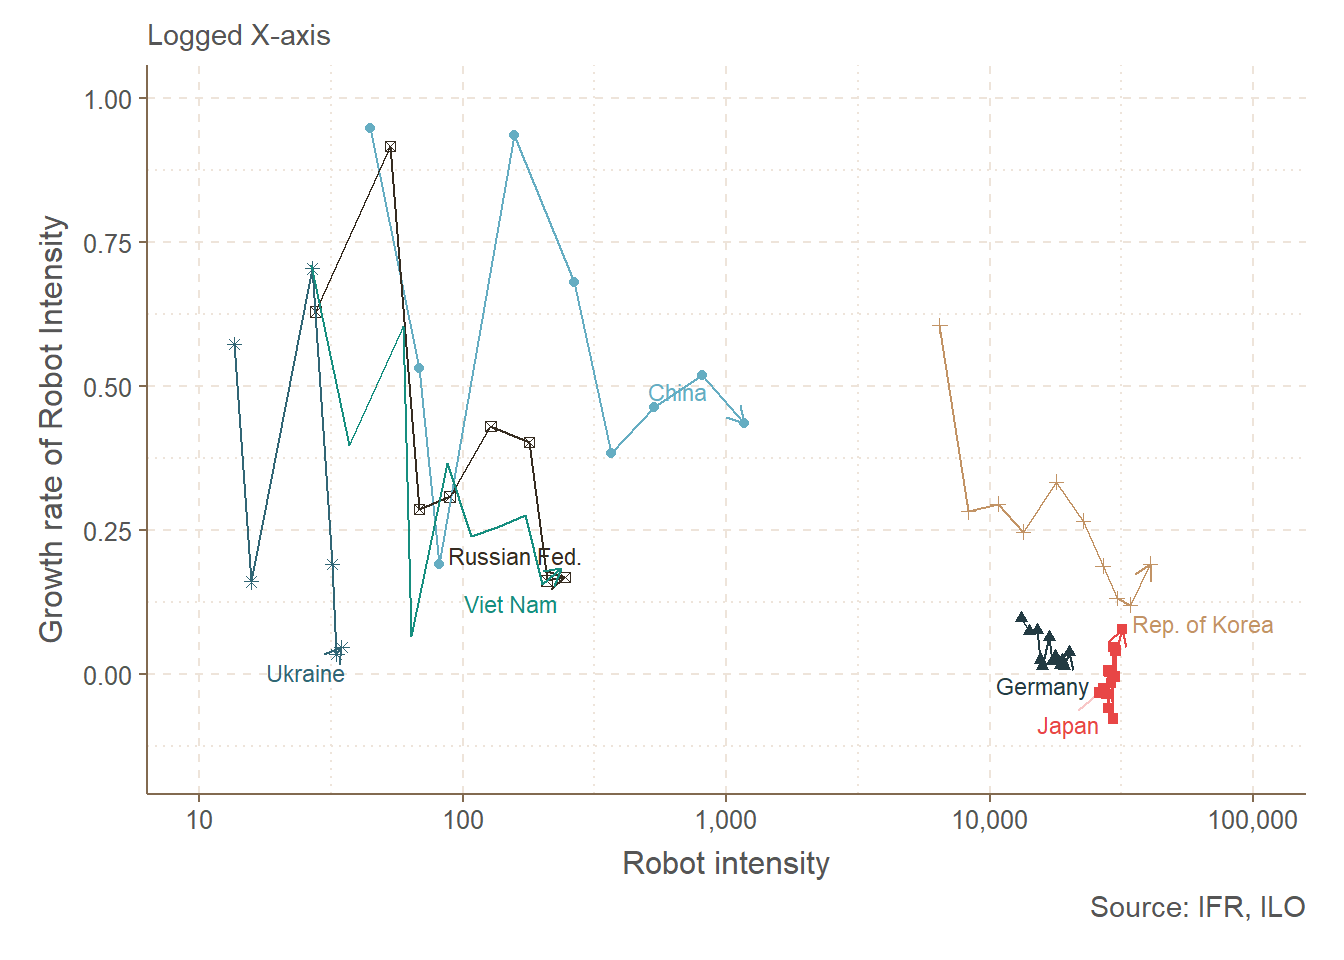 Logged X-axis
Growth rate of Robot Intensity
1.00
0.75
0.50
0.25
0.00
China
Russian Fed.
Viet Nam
Ukraine
Rep. of Korea
Germany
Japan
10
100
1,000
10,000
100,000
Robot intensity
Source: IFR, ILO